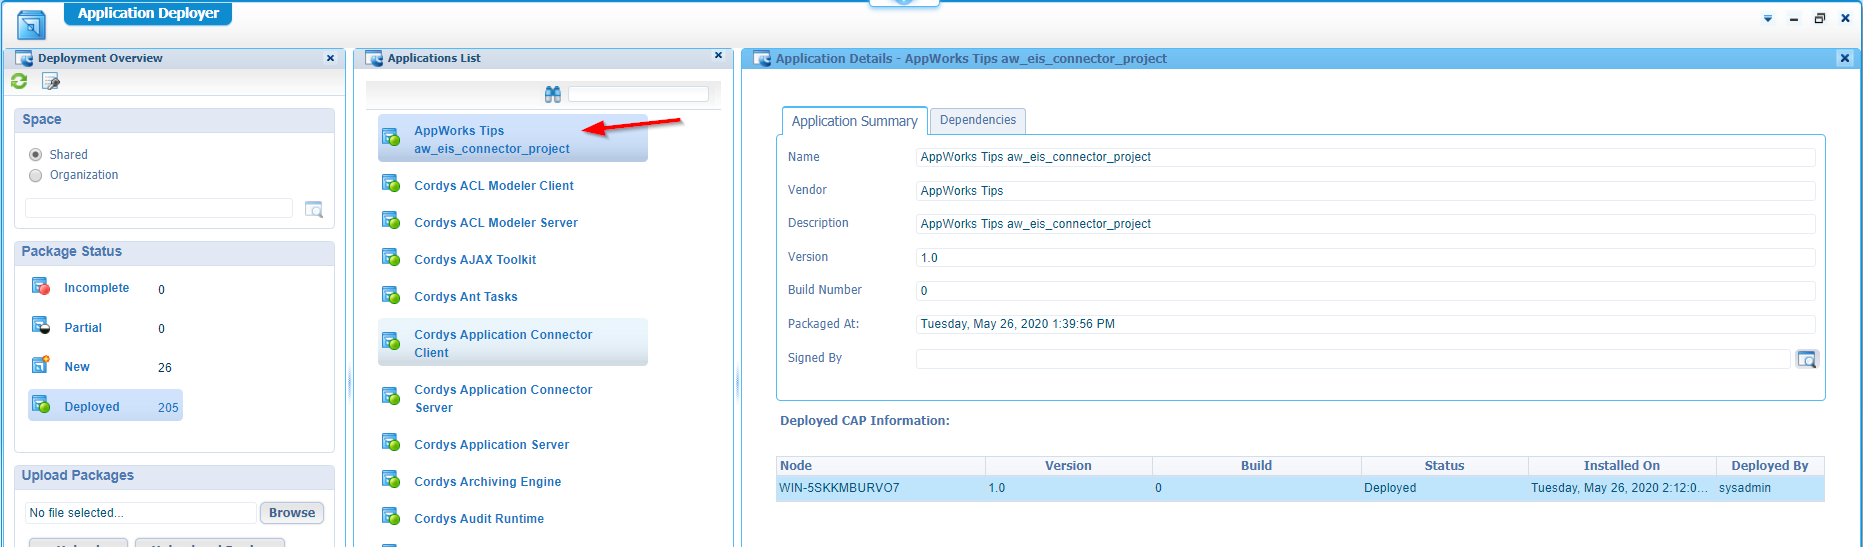 Application Deployer
Deployment Overview
Space
Shared
Organization
Package Status
Incomplete 0
Partial 0
New 26
Deployed 205
Upload Packages
No file selected... Browse
Applications List
AppWorks Tips
aw_eis_connector_project
Cordys ACL Modeler Client
Cordys ACL Modeler Server
Cordys AJAX Toolkit
Cordys Ant Tasks
Cordys Application Connector
Client
Cordys Application Connector
Server
Cordys Application Server
Cordys Archiving Engine
Cordys Audit Runtime
Application Details - AppWorks Tips aw_eis_connector_project
Application Summary Dependencies
Name AppWorks Tips aw_eis_connector_project
Vendor AppWorks Tips
Description AppWorks Tips aw_eis_connector_project
Version 1.0
Build Number 0
Packaged At: Tuesday, May 26, 2020 1:39:56 PM
Signed By
Deployed CAP Information:
Node Version Build Status Installed On Deployed By
WIN-5SKKMBURVO7 1.0 0 Deployed Tuesday, May 26, 2020 2:12:0... sysadmin